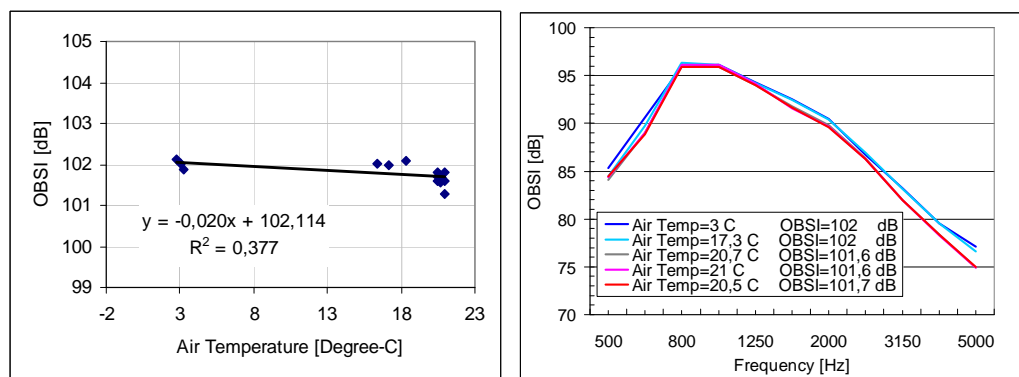 105
104
103
102
101
100
99
OBSI [dB]
y = -0,020x + 102,114
R² = 0,377
-2 3 8 13 18 23
Air Temperature [Degree-C]
100
95
90
85
80
75
70
OBSI [dB]
Air Temp=3 C OBSI=102 dB
Air Temp=17,3 C OBSI=102 dB
Air Temp=20,7 C OBSI=101,6 dB
Air Temp=21 C OBSI=101,6 dB
Air Temp=20,5 C OBSI=101,7 dB
500 800 1250 2000 3150 5000
Frequency [Hz]